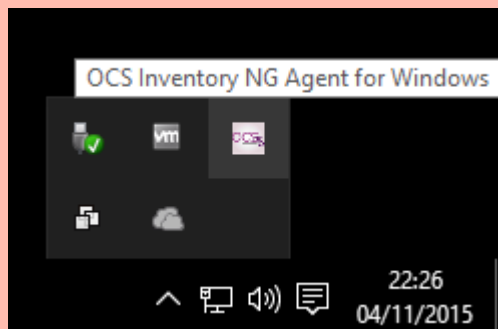 OCS Inventory NG Agent for Windows
vm
OCS
22:26
04/11/2015